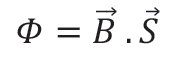 Φ = B⃗ . S⃗